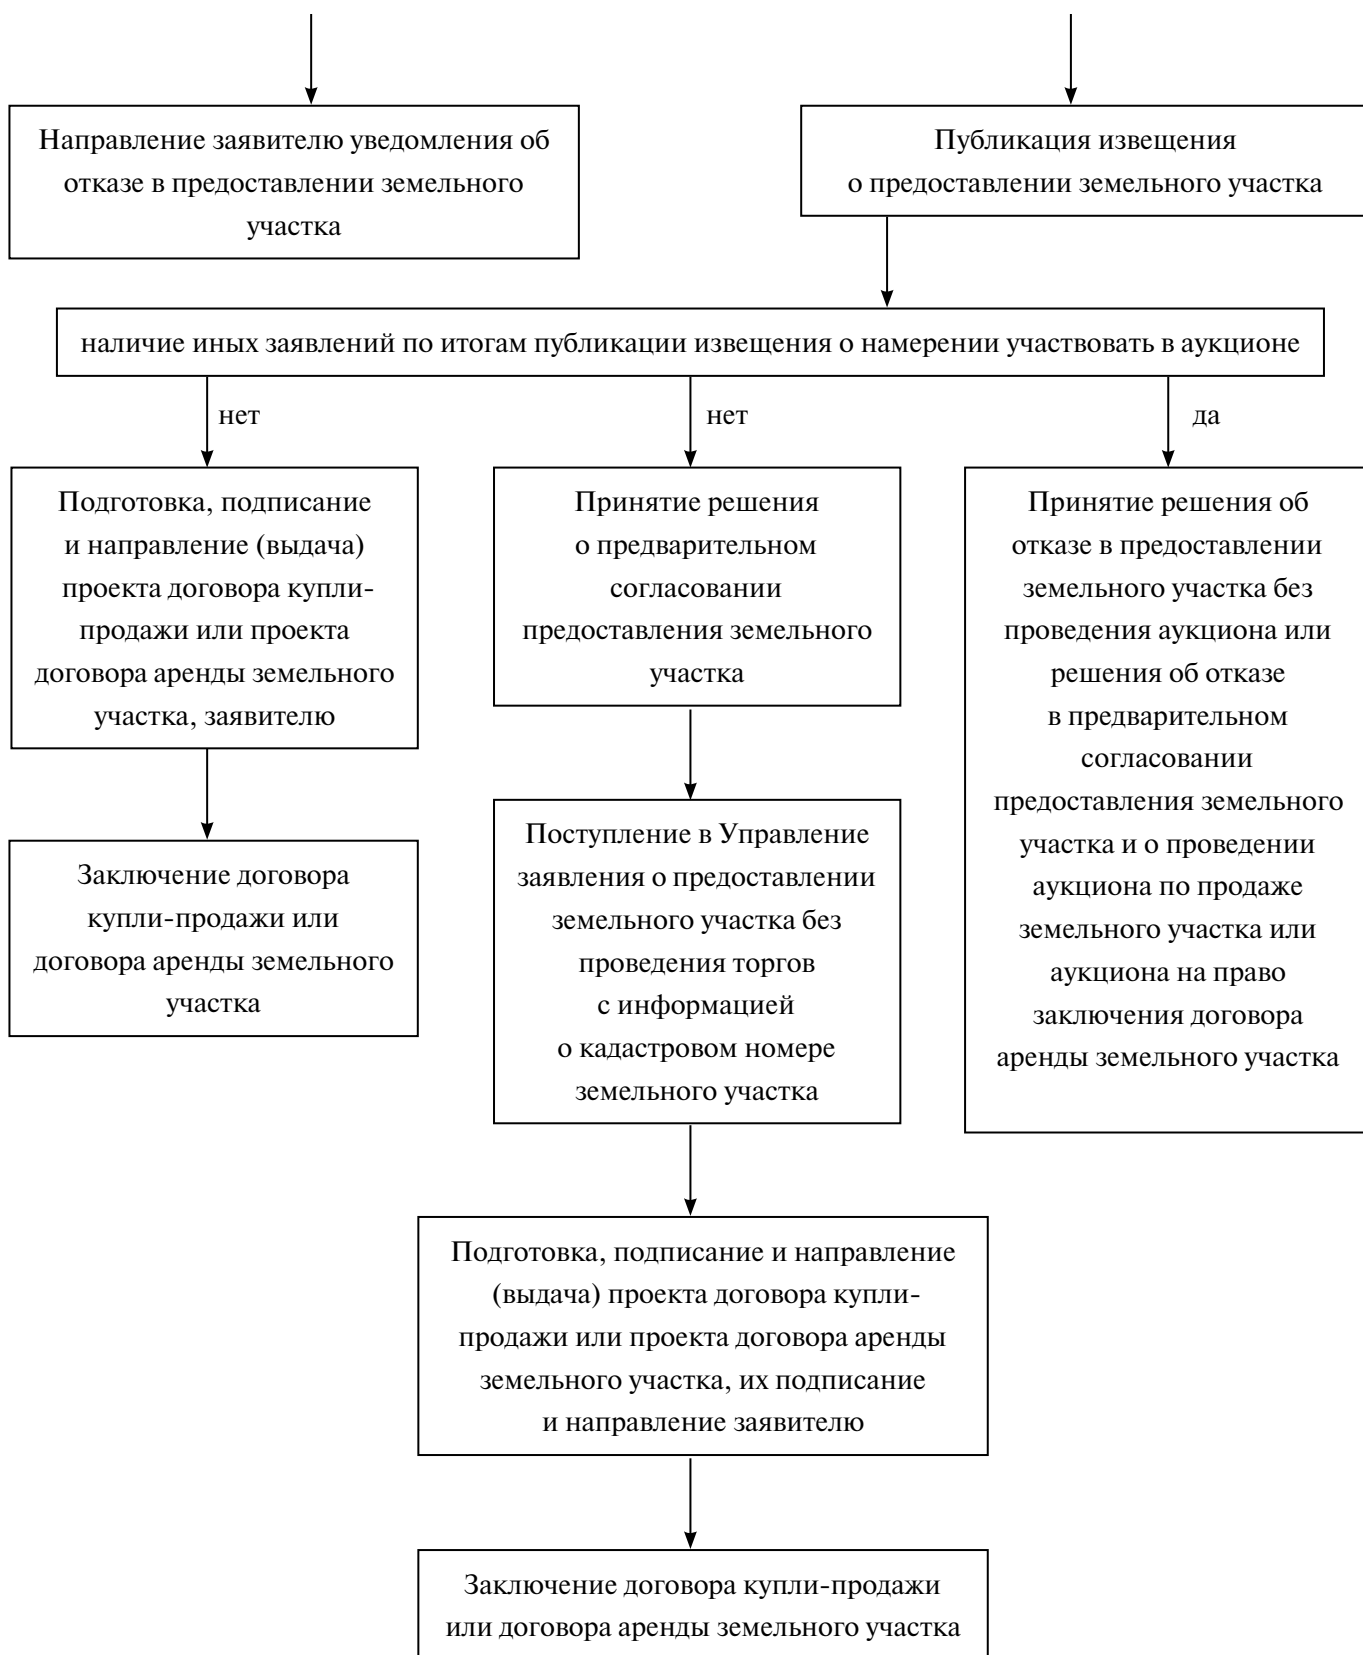 Направление заявителю уведомления об
отказе в предоставлении земельного
участка
Публикация извещения
о предоставлении земельного участка
наличие иных заявлений по итогам публикации извещения о намерении участвовать в аукционе
нет
нет
да
Подготовка, подписание
и направление (выдача)
проекта договора купли-
продажи или проекта
договора аренды земельного
участка, заявителю
Принятие решения
о предварительном
согласовании
предоставления земельного
участка
Принятие решения об
отказе в предоставлении
земельного участка без
проведения аукциона или
решения об отказе
в предварительном
согласовании
предоставления земельного
участка и о проведении
аукциона по продаже
земельного участка или
аукциона на право
заключения договора
аренды земельного участка
Заключение договора
купли-продажи или
договора аренды земельного
участка
Поступление в Управление
заявления о предоставлении
земельного участка без
проведения торгов
с информацией
о кадастровом номере
земельного участка
Подготовка, подписание и направление
(выдача) проекта договора купли-
продажи или проекта договора аренды
земельного участка, их подписание
и направление заявителю
Заключение договора купли-продажи
или договора аренды земельного участка